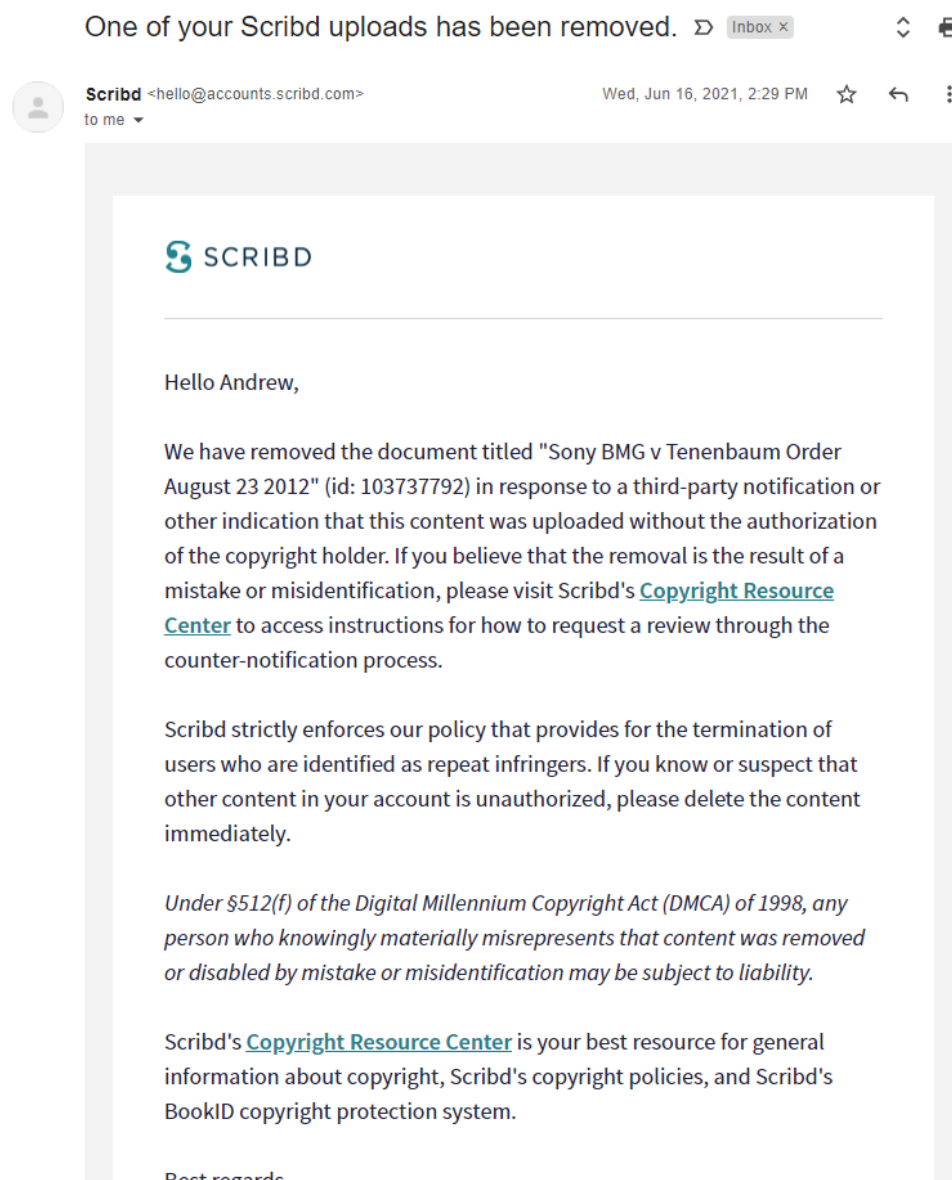 One of your Scribd uploads has been removed. Inbox ×
Scribd <hello@accounts.scribd.com> Wed, Jun 16, 2021, 2:29 PM
to me
SCRIBD
Hello Andrew,
We have removed the document titled "Sony BMG v Tenenbaum Order
August 23 2012" (id: 103737792) in response to a third-party notification or
other indication that this content was uploaded without the authorization
of the copyright holder. If you believe that the removal is the result of a
mistake or misidentification, please visit Scribd's Copyright Resource
Center to access instructions for how to request a review through the
counter-notification process.
Scribd strictly enforces our policy that provides for the termination of
users who are identified as repeat infringers. If you know or suspect that
other content in your account is unauthorized, please delete the content
immediately.
Under §512(f) of the Digital Millennium Copyright Act (DMCA) of 1998, any
person who knowingly materially misrepresents that content was removed
or disabled by mistake or misidentification may be subject to liability.
Scribd's Copyright Resource Center is your best resource for general
information about copyright, Scribd's copyright policies, and Scribd's
BookID copyright protection system.
Best regards